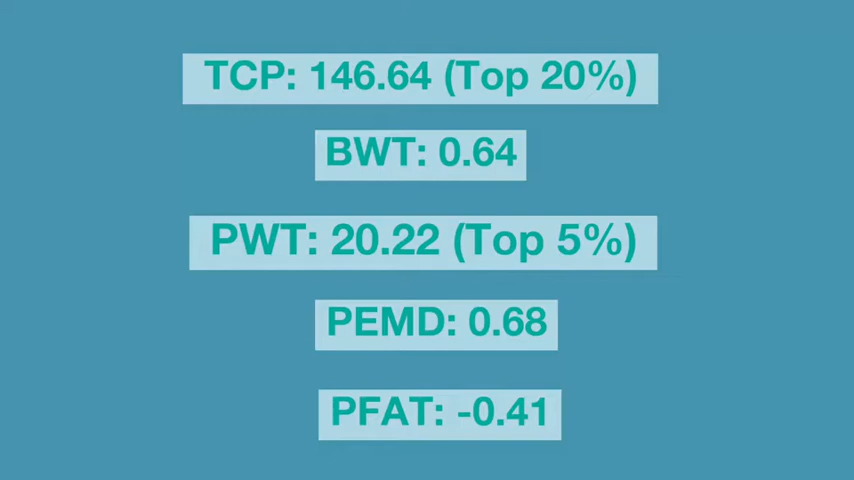 TCP: 146.64 (Top 20%)
BWT: 0.64
PWT: 20.22 (Top 5%)
PEMD: 0.68
PFAT: -0.41